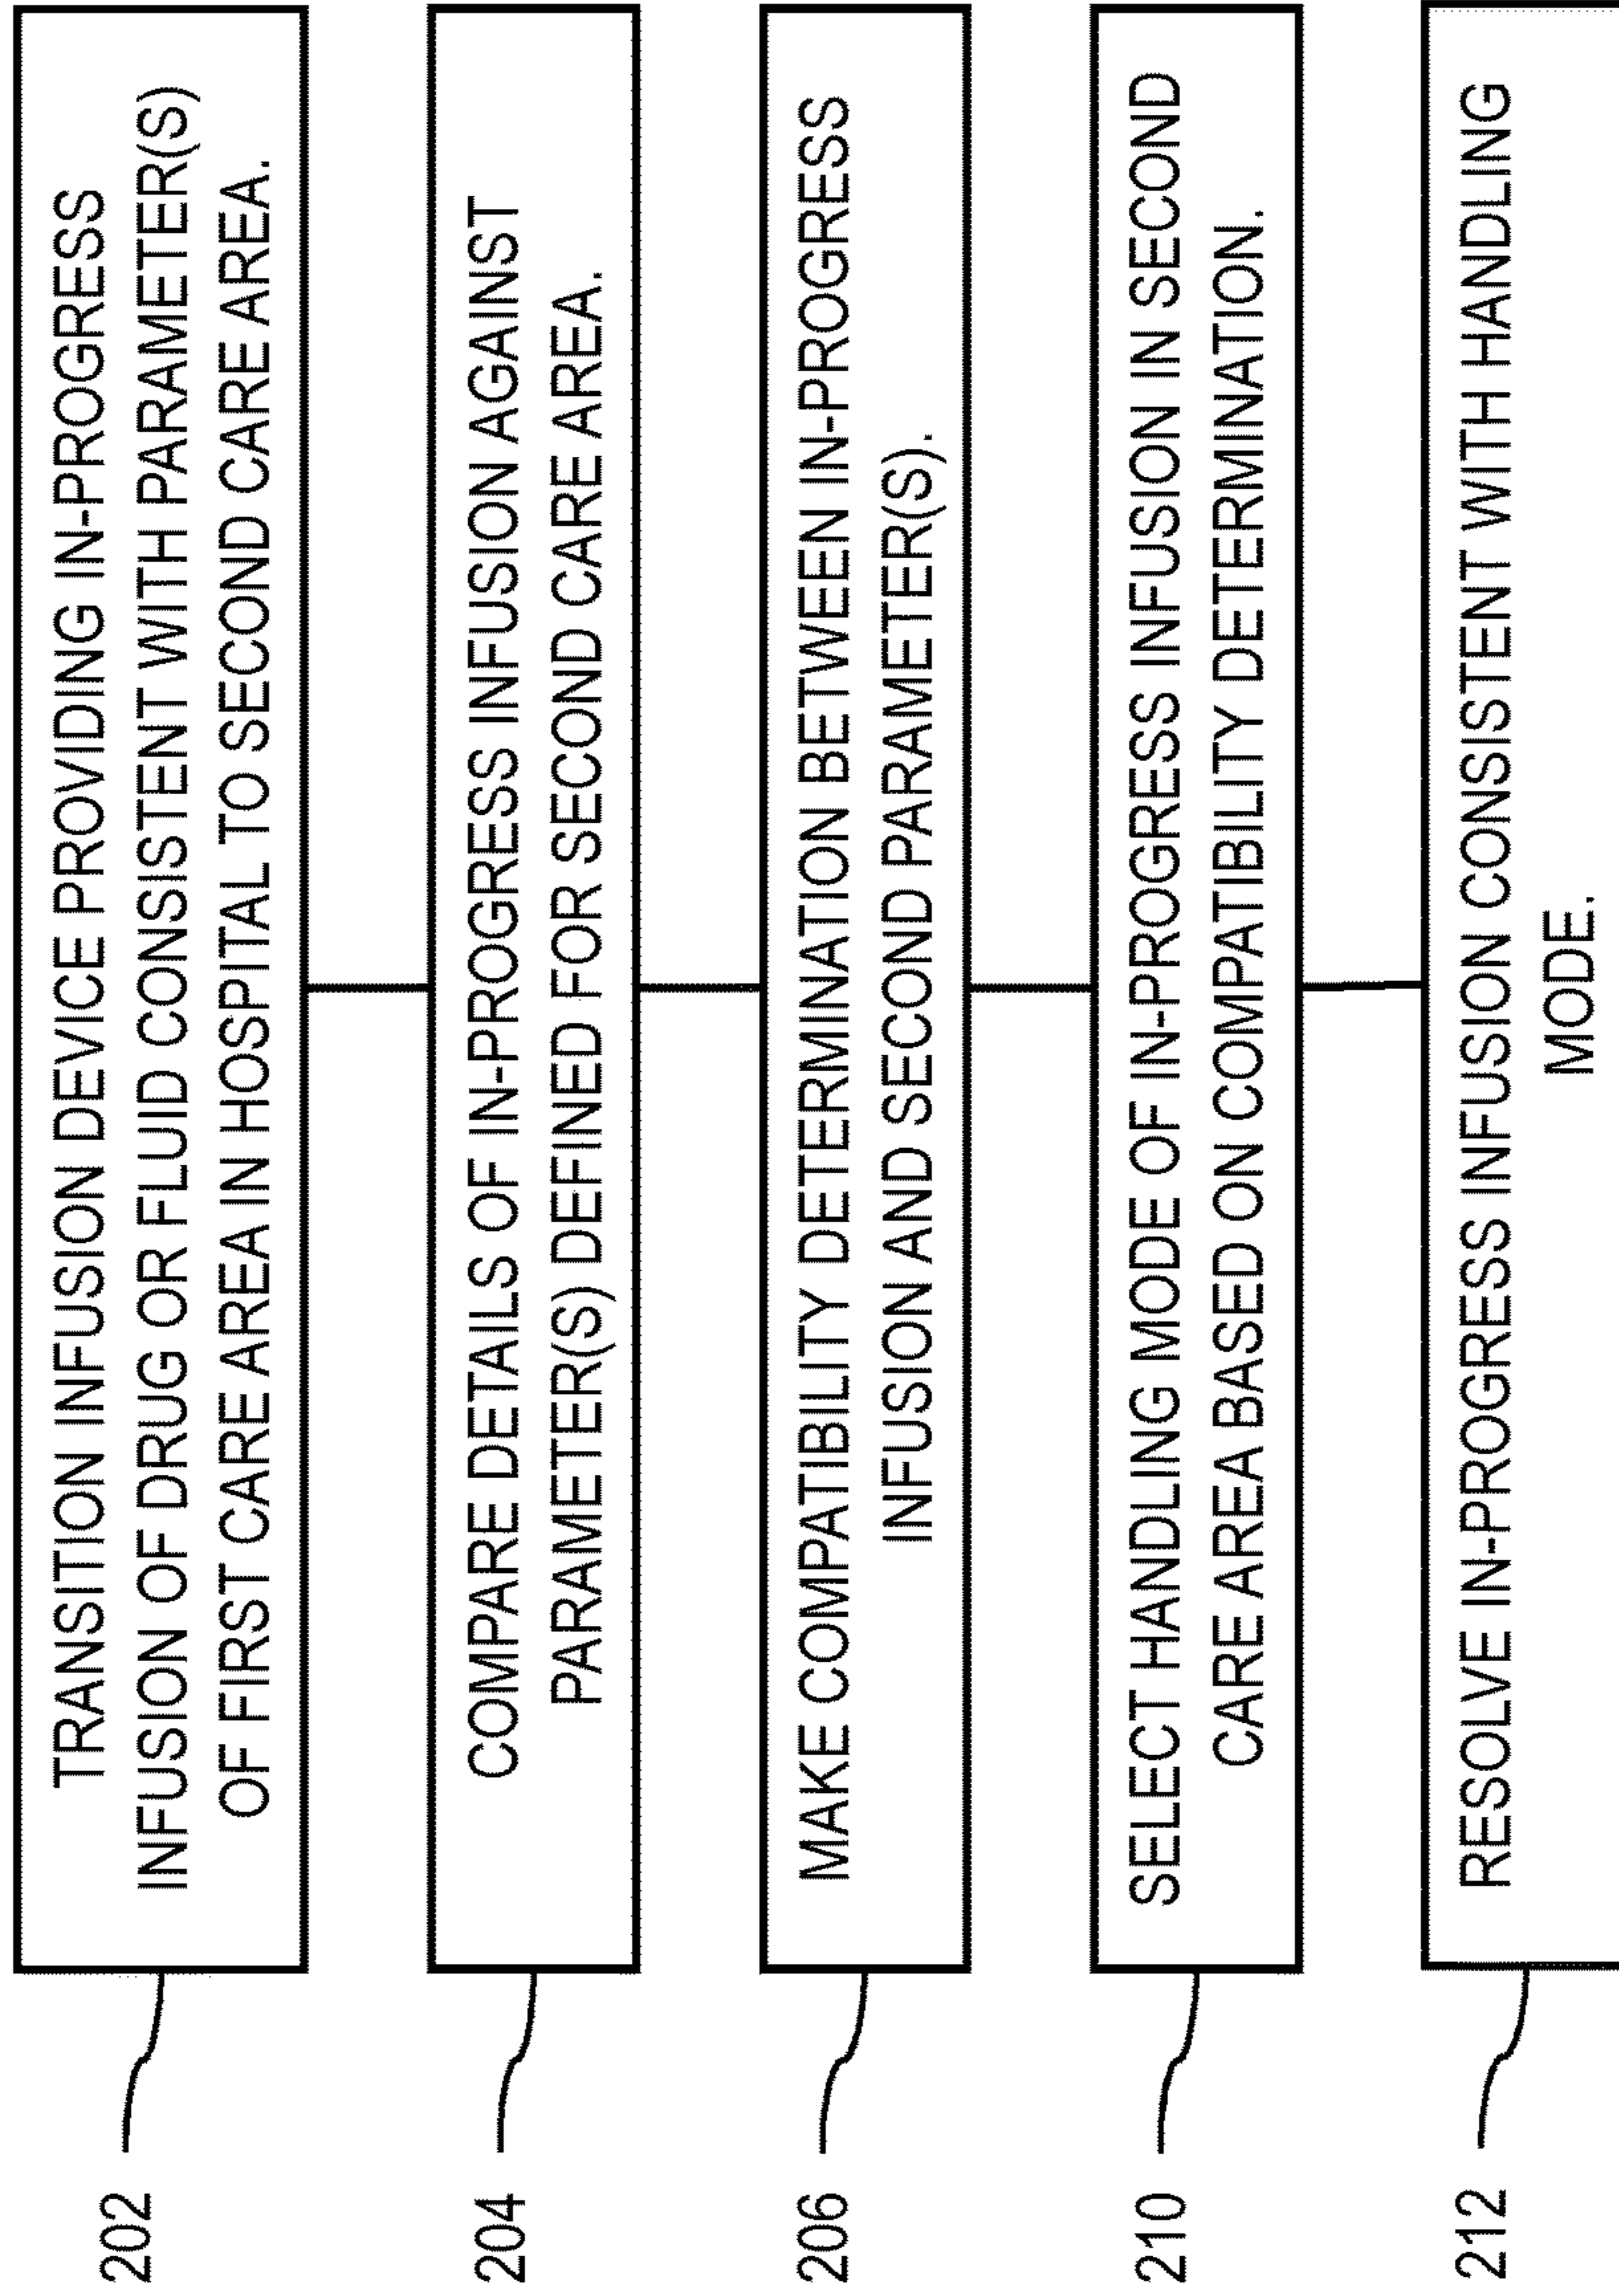 202
TRANSITION INFUSION DEVICE PROVIDING IN-PROGRESS
INFUSION OF DRUG OR FLUID CONSISTENT WITH PARAMETER(S)
OF FIRST CARE AREA IN HOSPITAL TO SECOND CARE AREA.
204
COMPARE DETAILS OF IN-PROGRESS INFUSION AGAINST
PARAMETER(S) DEFINED FOR SECOND CARE AREA.
206
MAKE COMPATIBILITY DETERMINATION BETWEEN IN-PROGRESS
INFUSION AND SECOND PARAMETER(S).
210
SELECT HANDLING MODE OF IN-PROGRESS INFUSION IN SECOND
CARE AREA BASED ON COMPATIBILITY DETERMINATION.
212
RESOLVE IN-PROGRESS INFUSION CONSISTENT WITH HANDLING
MODE.